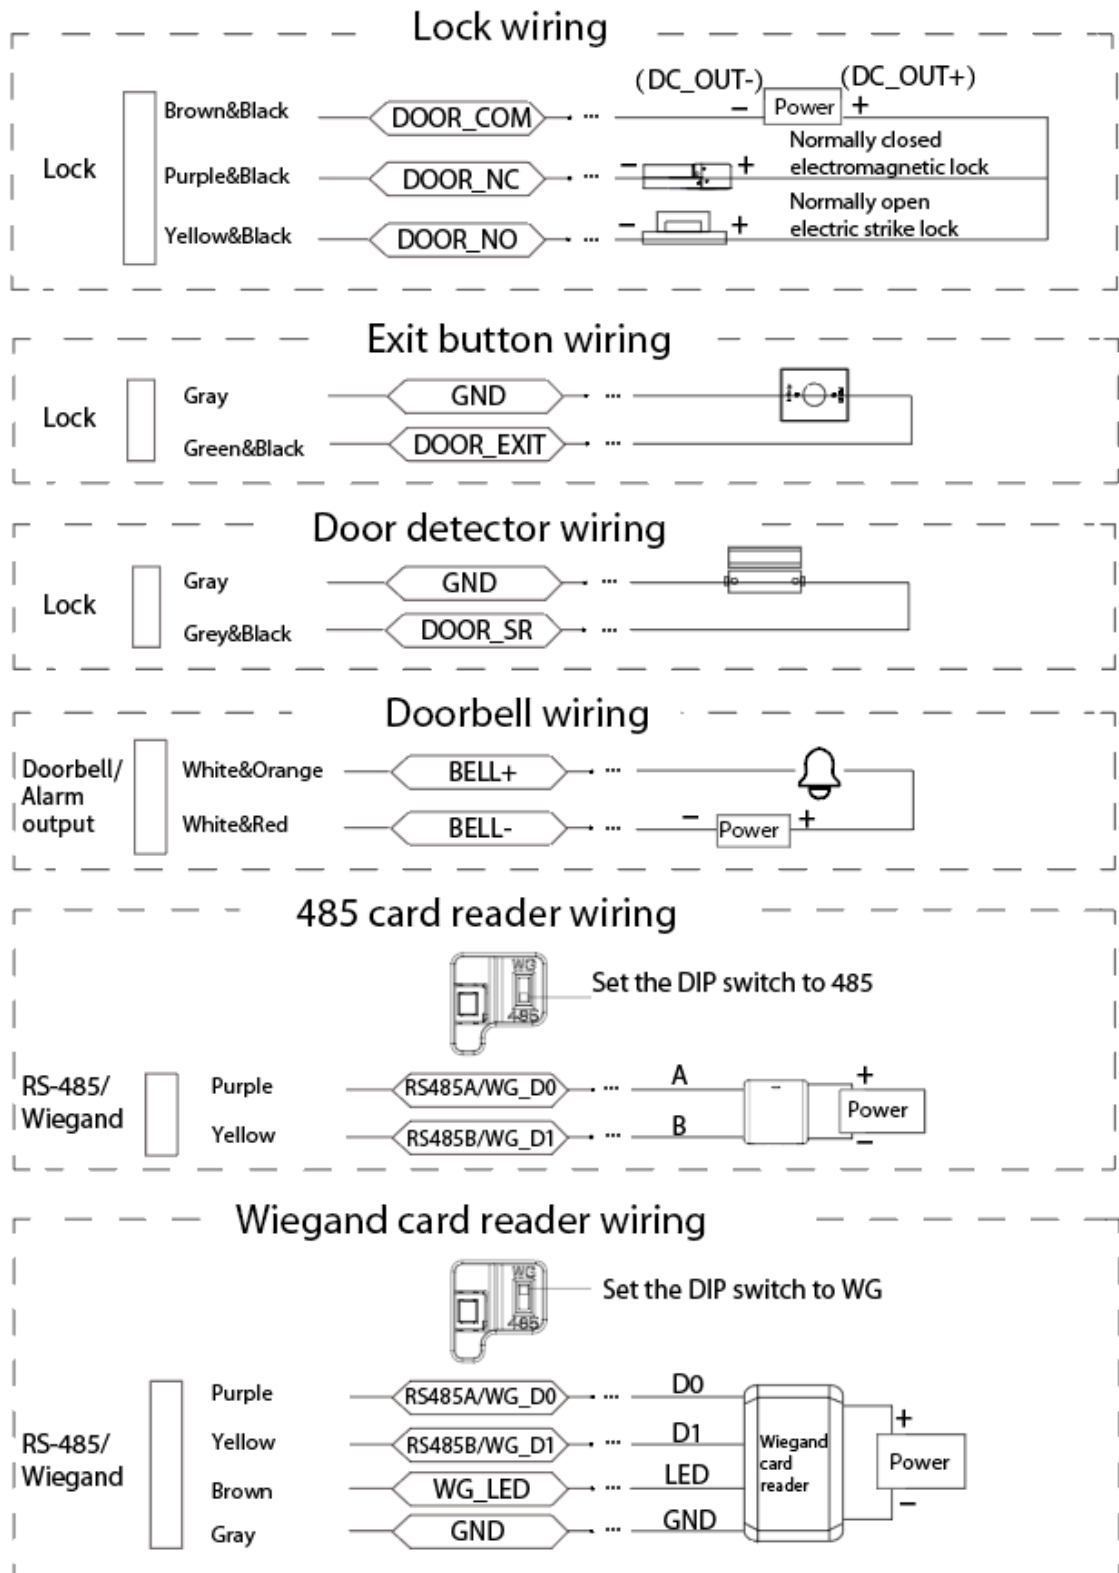 Lock wiring
(DC_OUT-) (DC_OUT+)
Brown&Black DOOR_COM ... − Power +
Normally closed
Lock Purple&Black DOOR_NC ... − + electromagnetic lock
Normally open
Yellow&Black DOOR_NO ... − + electric strike lock
Exit button wiring
Lock Gray GND ...
Green&Black DOOR_EXIT ...
Door detector wiring
Lock Gray GND ...
Grey&Black DOOR_SR ...
Doorbell wiring
Doorbell/ White&Orange BELL+ ...
Alarm
output White&Red BELL- ... − Power +
485 card reader wiring
WG
Set the DIP switch to 485
485
RS-485/ Purple RS485A/WG_D0 ... A +
Wiegand Power
Yellow RS485B/WG_D1 ... B −
Wiegand card reader wiring
WG
Set the DIP switch to WG
485
Purple RS485A/WG_D0 ... D0
RS-485/ Yellow RS485B/WG_D1 ... D1 Wiegand +
Wiegand card Power
Brown WG_LED ... LED reader −
Gray GND ... GND